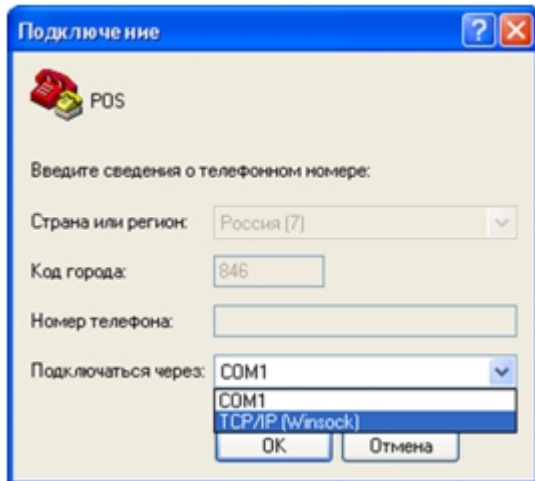 Подключение
POS
Введите сведения о телефонном номере:
Страна или регион: Россия (7)
Код города: 846
Номер телефона:
Подключаться через: COM1
COM1
TCP/IP (Winsock)
OK Отмена